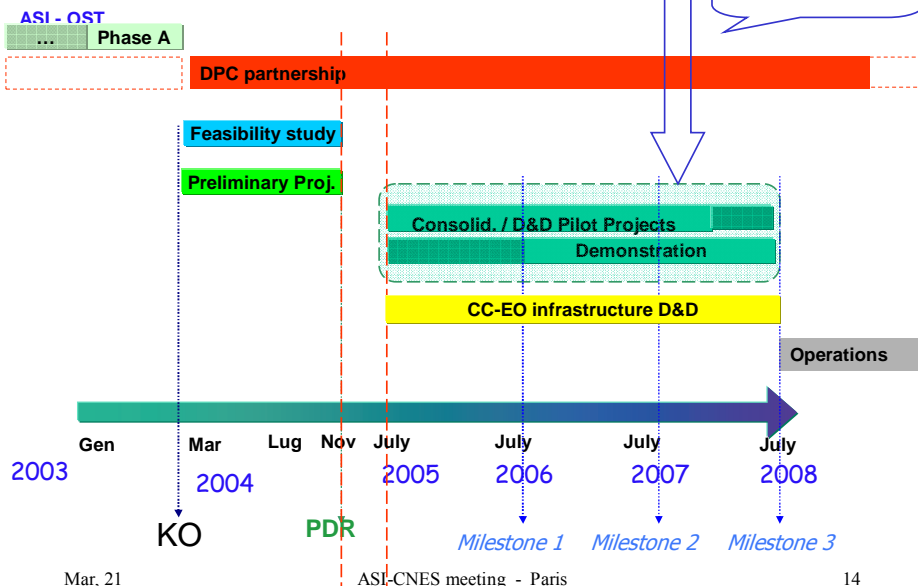 ASI - OST
... Phase A
DPC partnership
Feasibility study
Preliminary Proj.
Consolid. / D&D Pilot Projects
Demonstration
CC-EO infrastructure D&D
Operations
Gen Mar Lug Nov July July July July
2003 2004 2005 2006 2007 2008
KO PDR Milestone 1 Milestone 2 Milestone 3
Mar, 21 ASI-CNES meeting - Paris 14